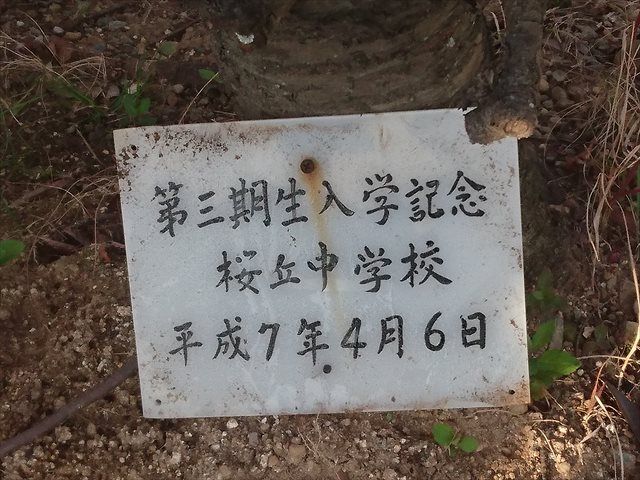 第三期生入学記念
桜丘中学校
平成7年4月6日